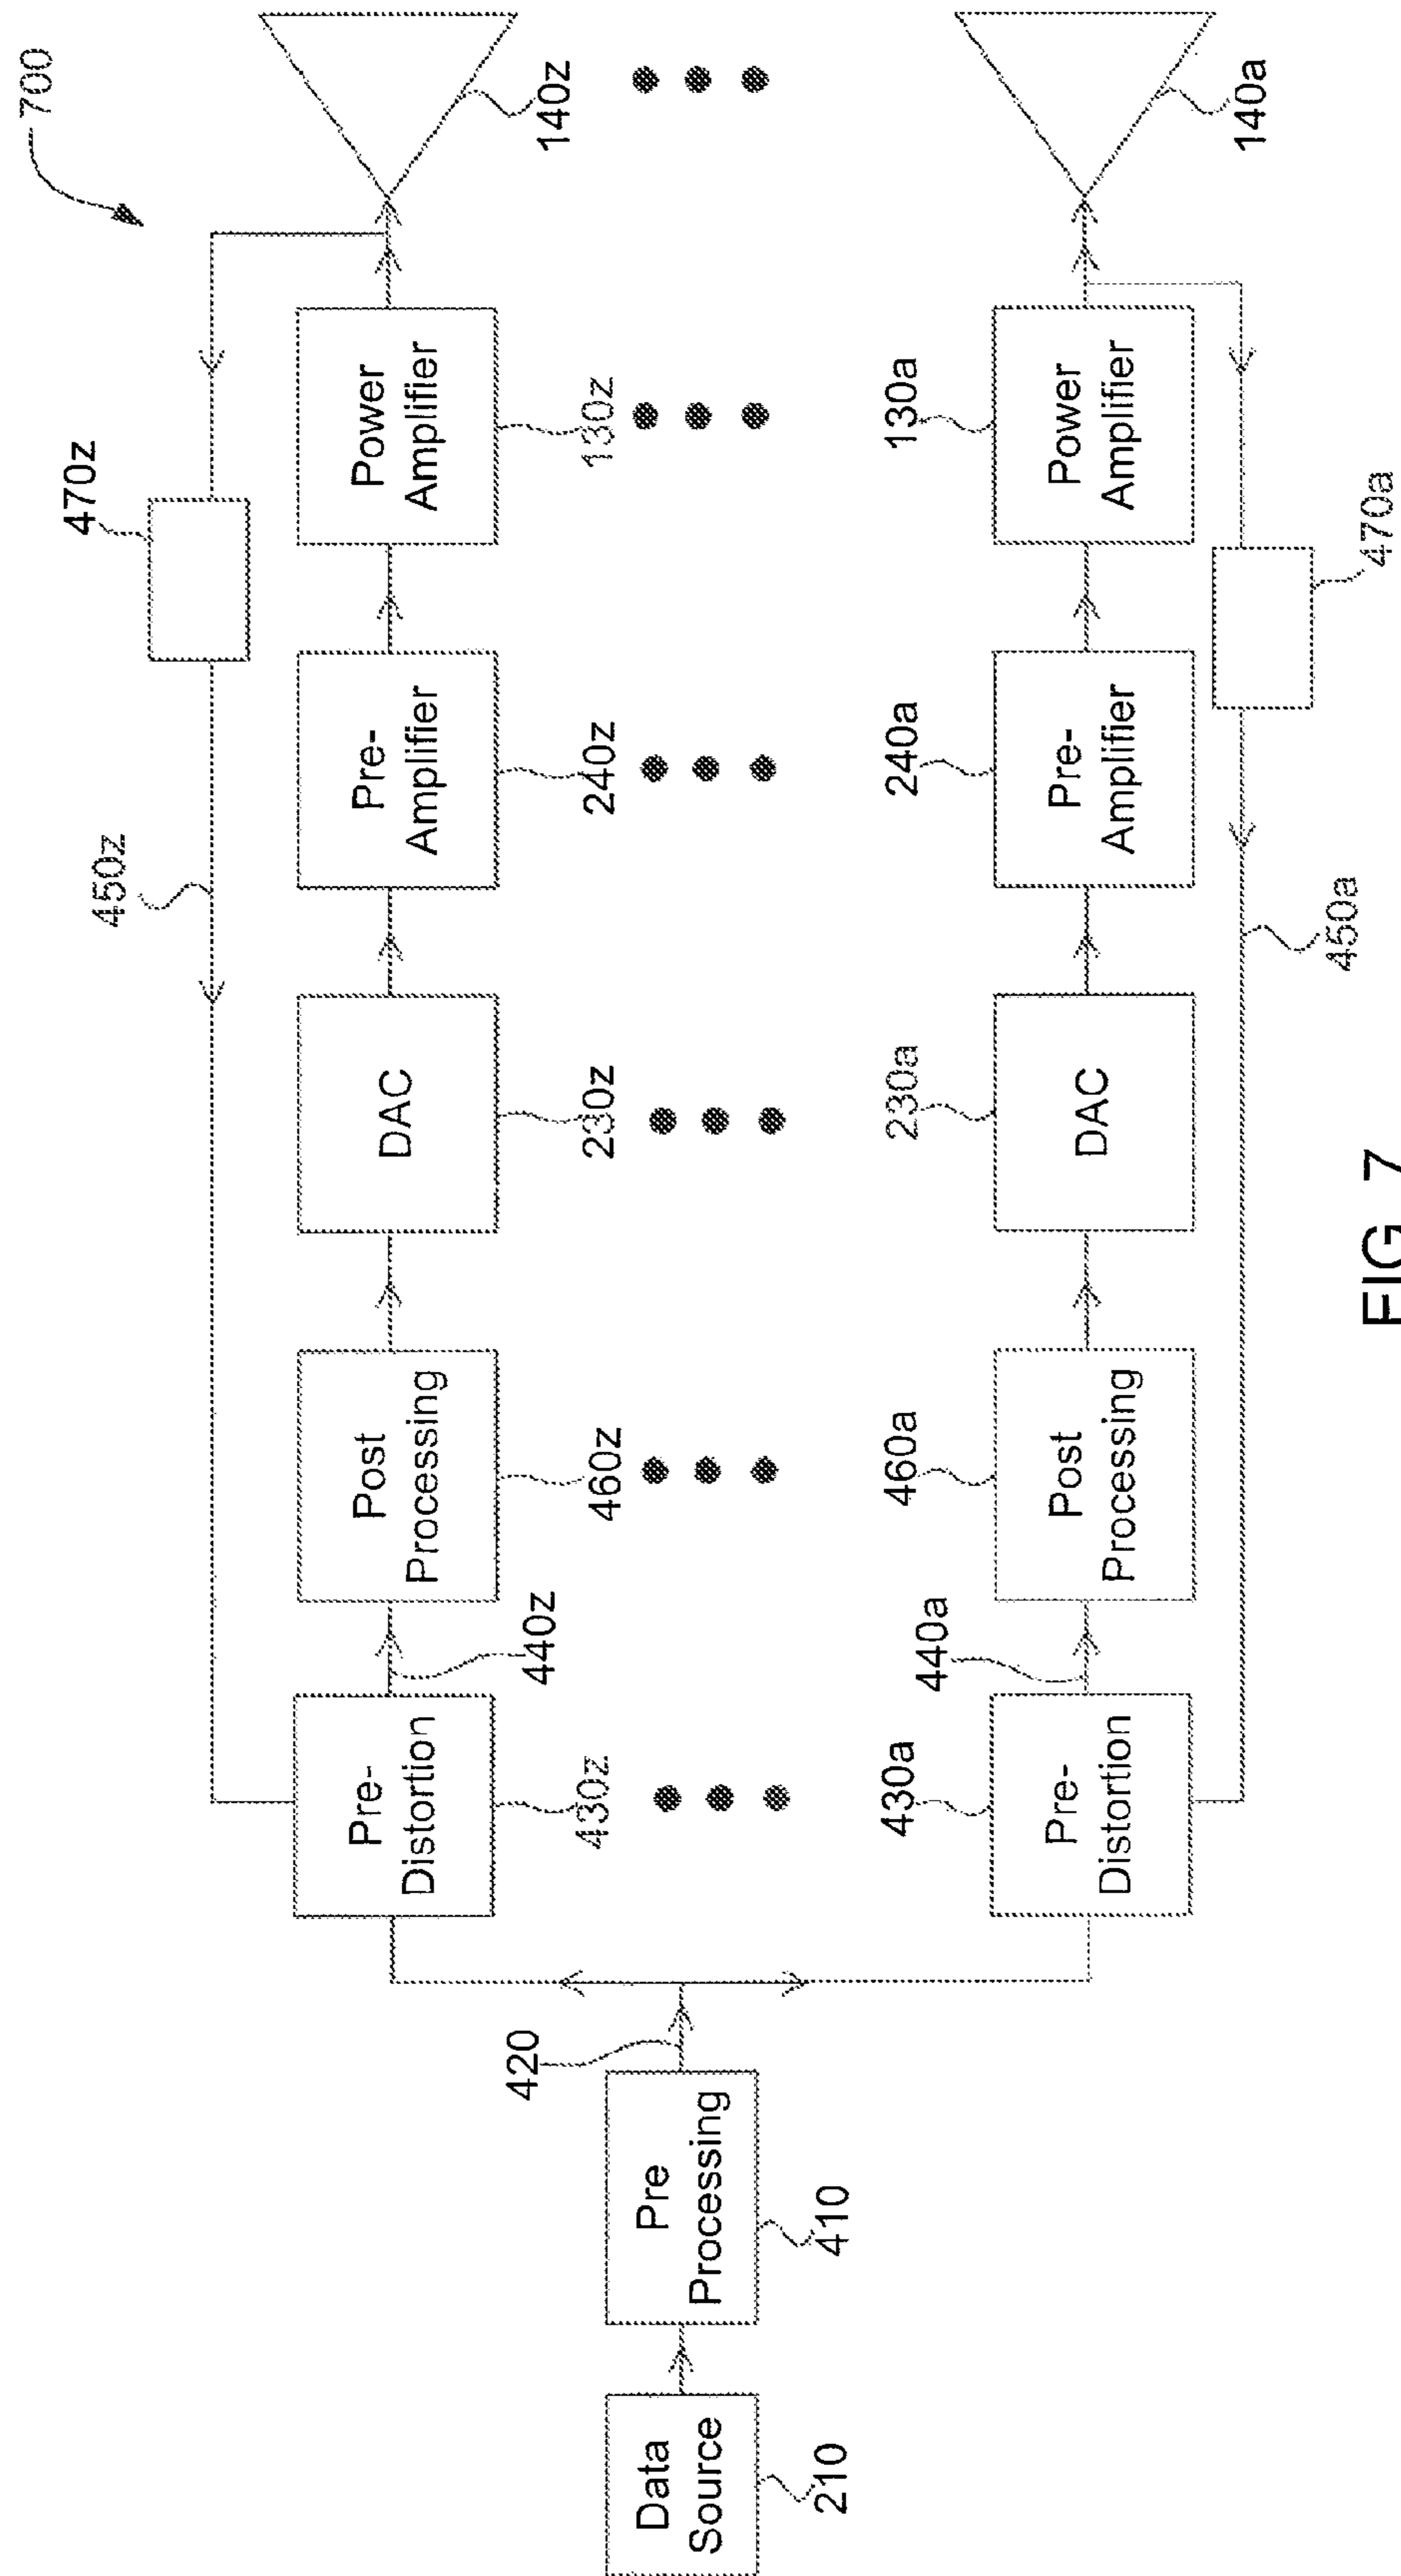 700
470z
450z
Pre-
Distortion
Post
Processing
DAC
Pre-
Amplifier
Power
Amplifier
430z
440z
460z
230z
240z
130z
140z
420
Data
Source
Pre
Processing
210
410
430a
440a
460a
230a
240a
130a
Pre-
Distortion
Post
Processing
DAC
Pre-
Amplifier
Power
Amplifier
140a
450a
470a
FIG 7